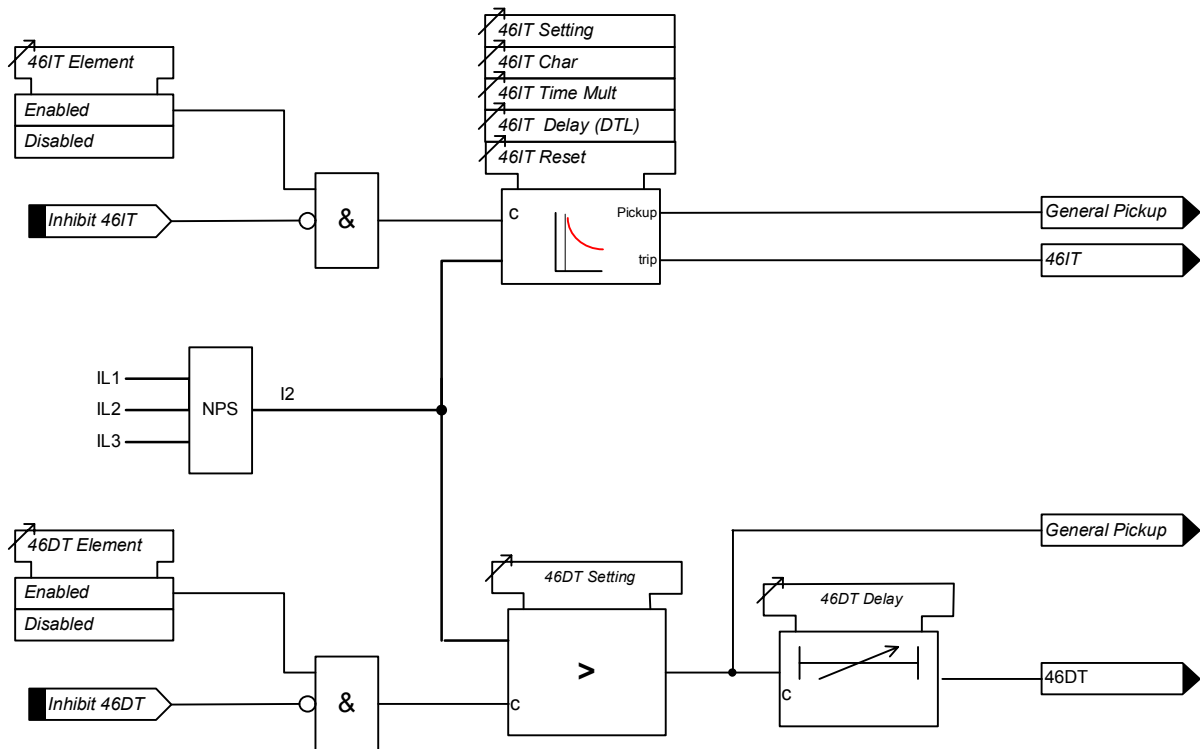 46IT Element
Enabled
Disabled
Inhibit 46IT
&
46IT Setting
46IT Char
46IT Time Mult
46IT Delay (DTL)
46IT Reset
C
Pickup
trip
General Pickup
46IT
IL1
IL2
IL3
NPS
I2
46DT Element
Enabled
Disabled
Inhibit 46DT
&
46DT Setting
>
C
46DT Delay
C
General Pickup
46DT